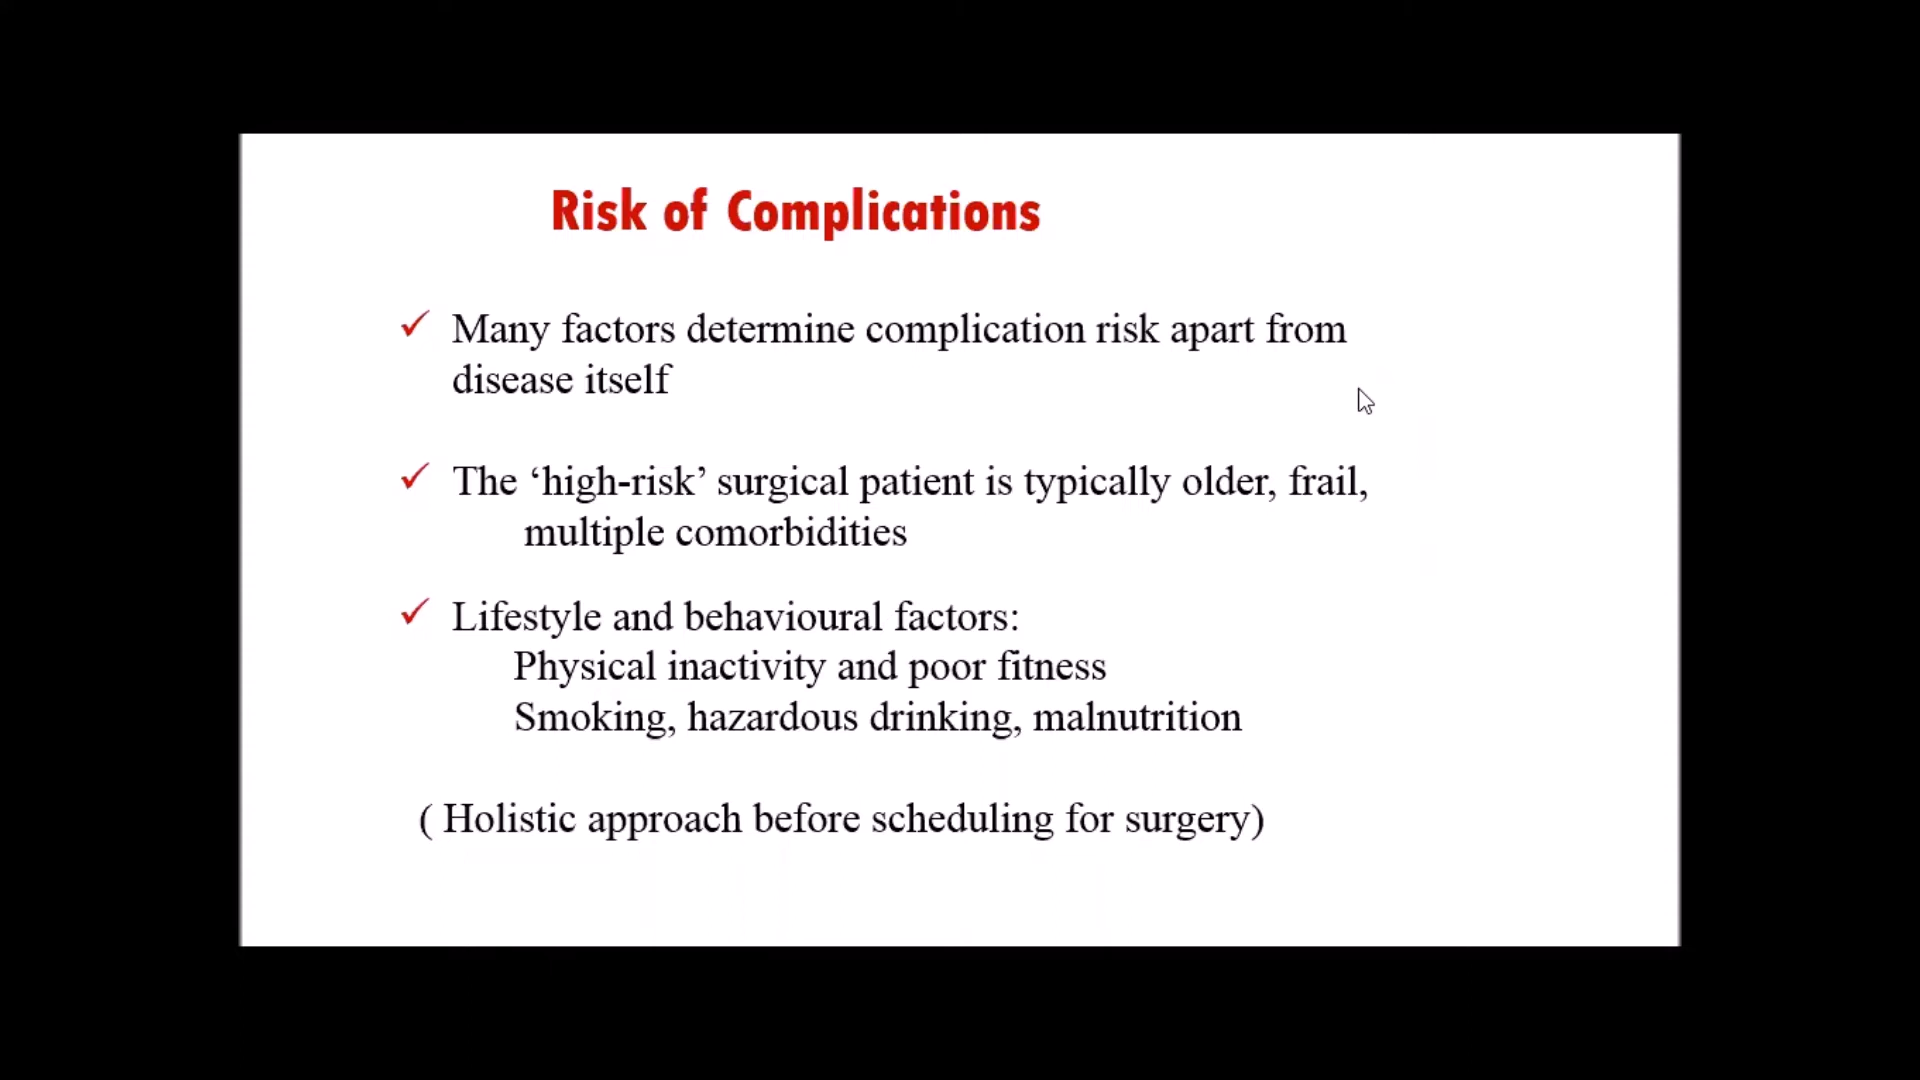 Risk of Complications
✓ Many factors determine complication risk apart from
disease itself
✓ The ‘high-risk’ surgical patient is typically older, frail,
multiple comorbidities
✓ Lifestyle and behavioural factors:
Physical inactivity and poor fitness
Smoking, hazardous drinking, malnutrition
( Holistic approach before scheduling for surgery)